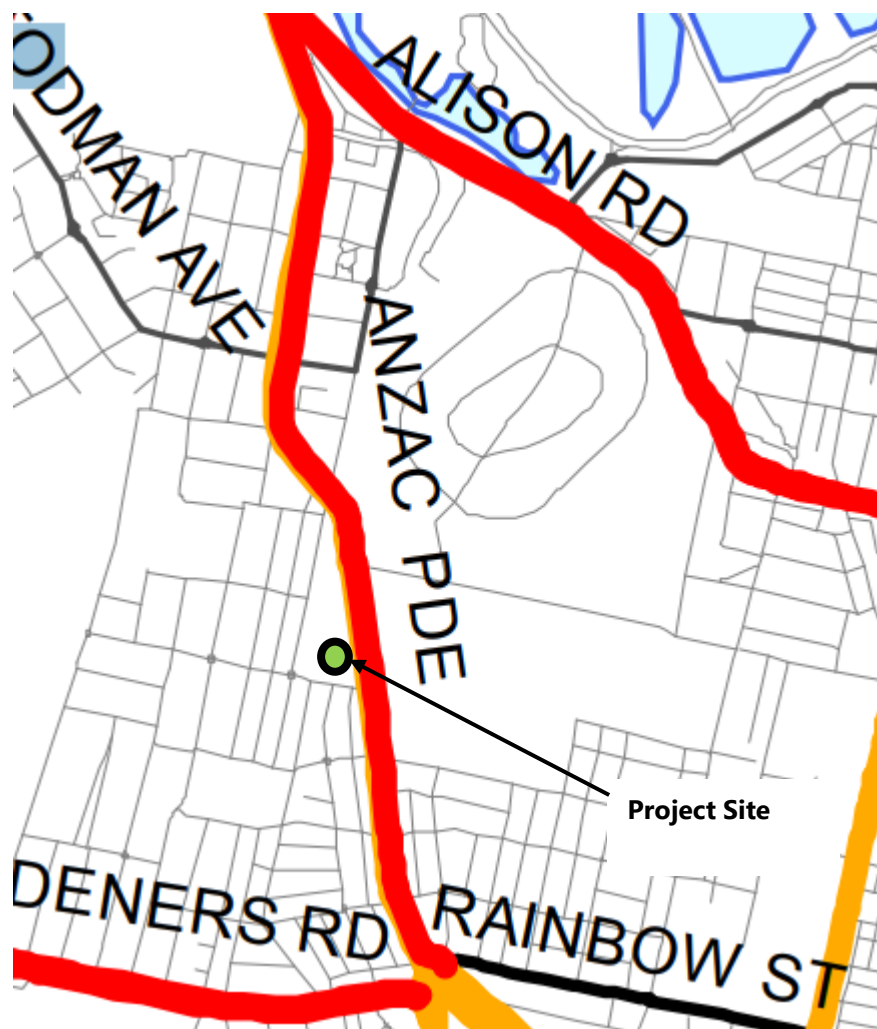 ALISON RD
ODMAN AVE
ANZAC PDE
Project Site
DENERS RD
RAINBOW ST